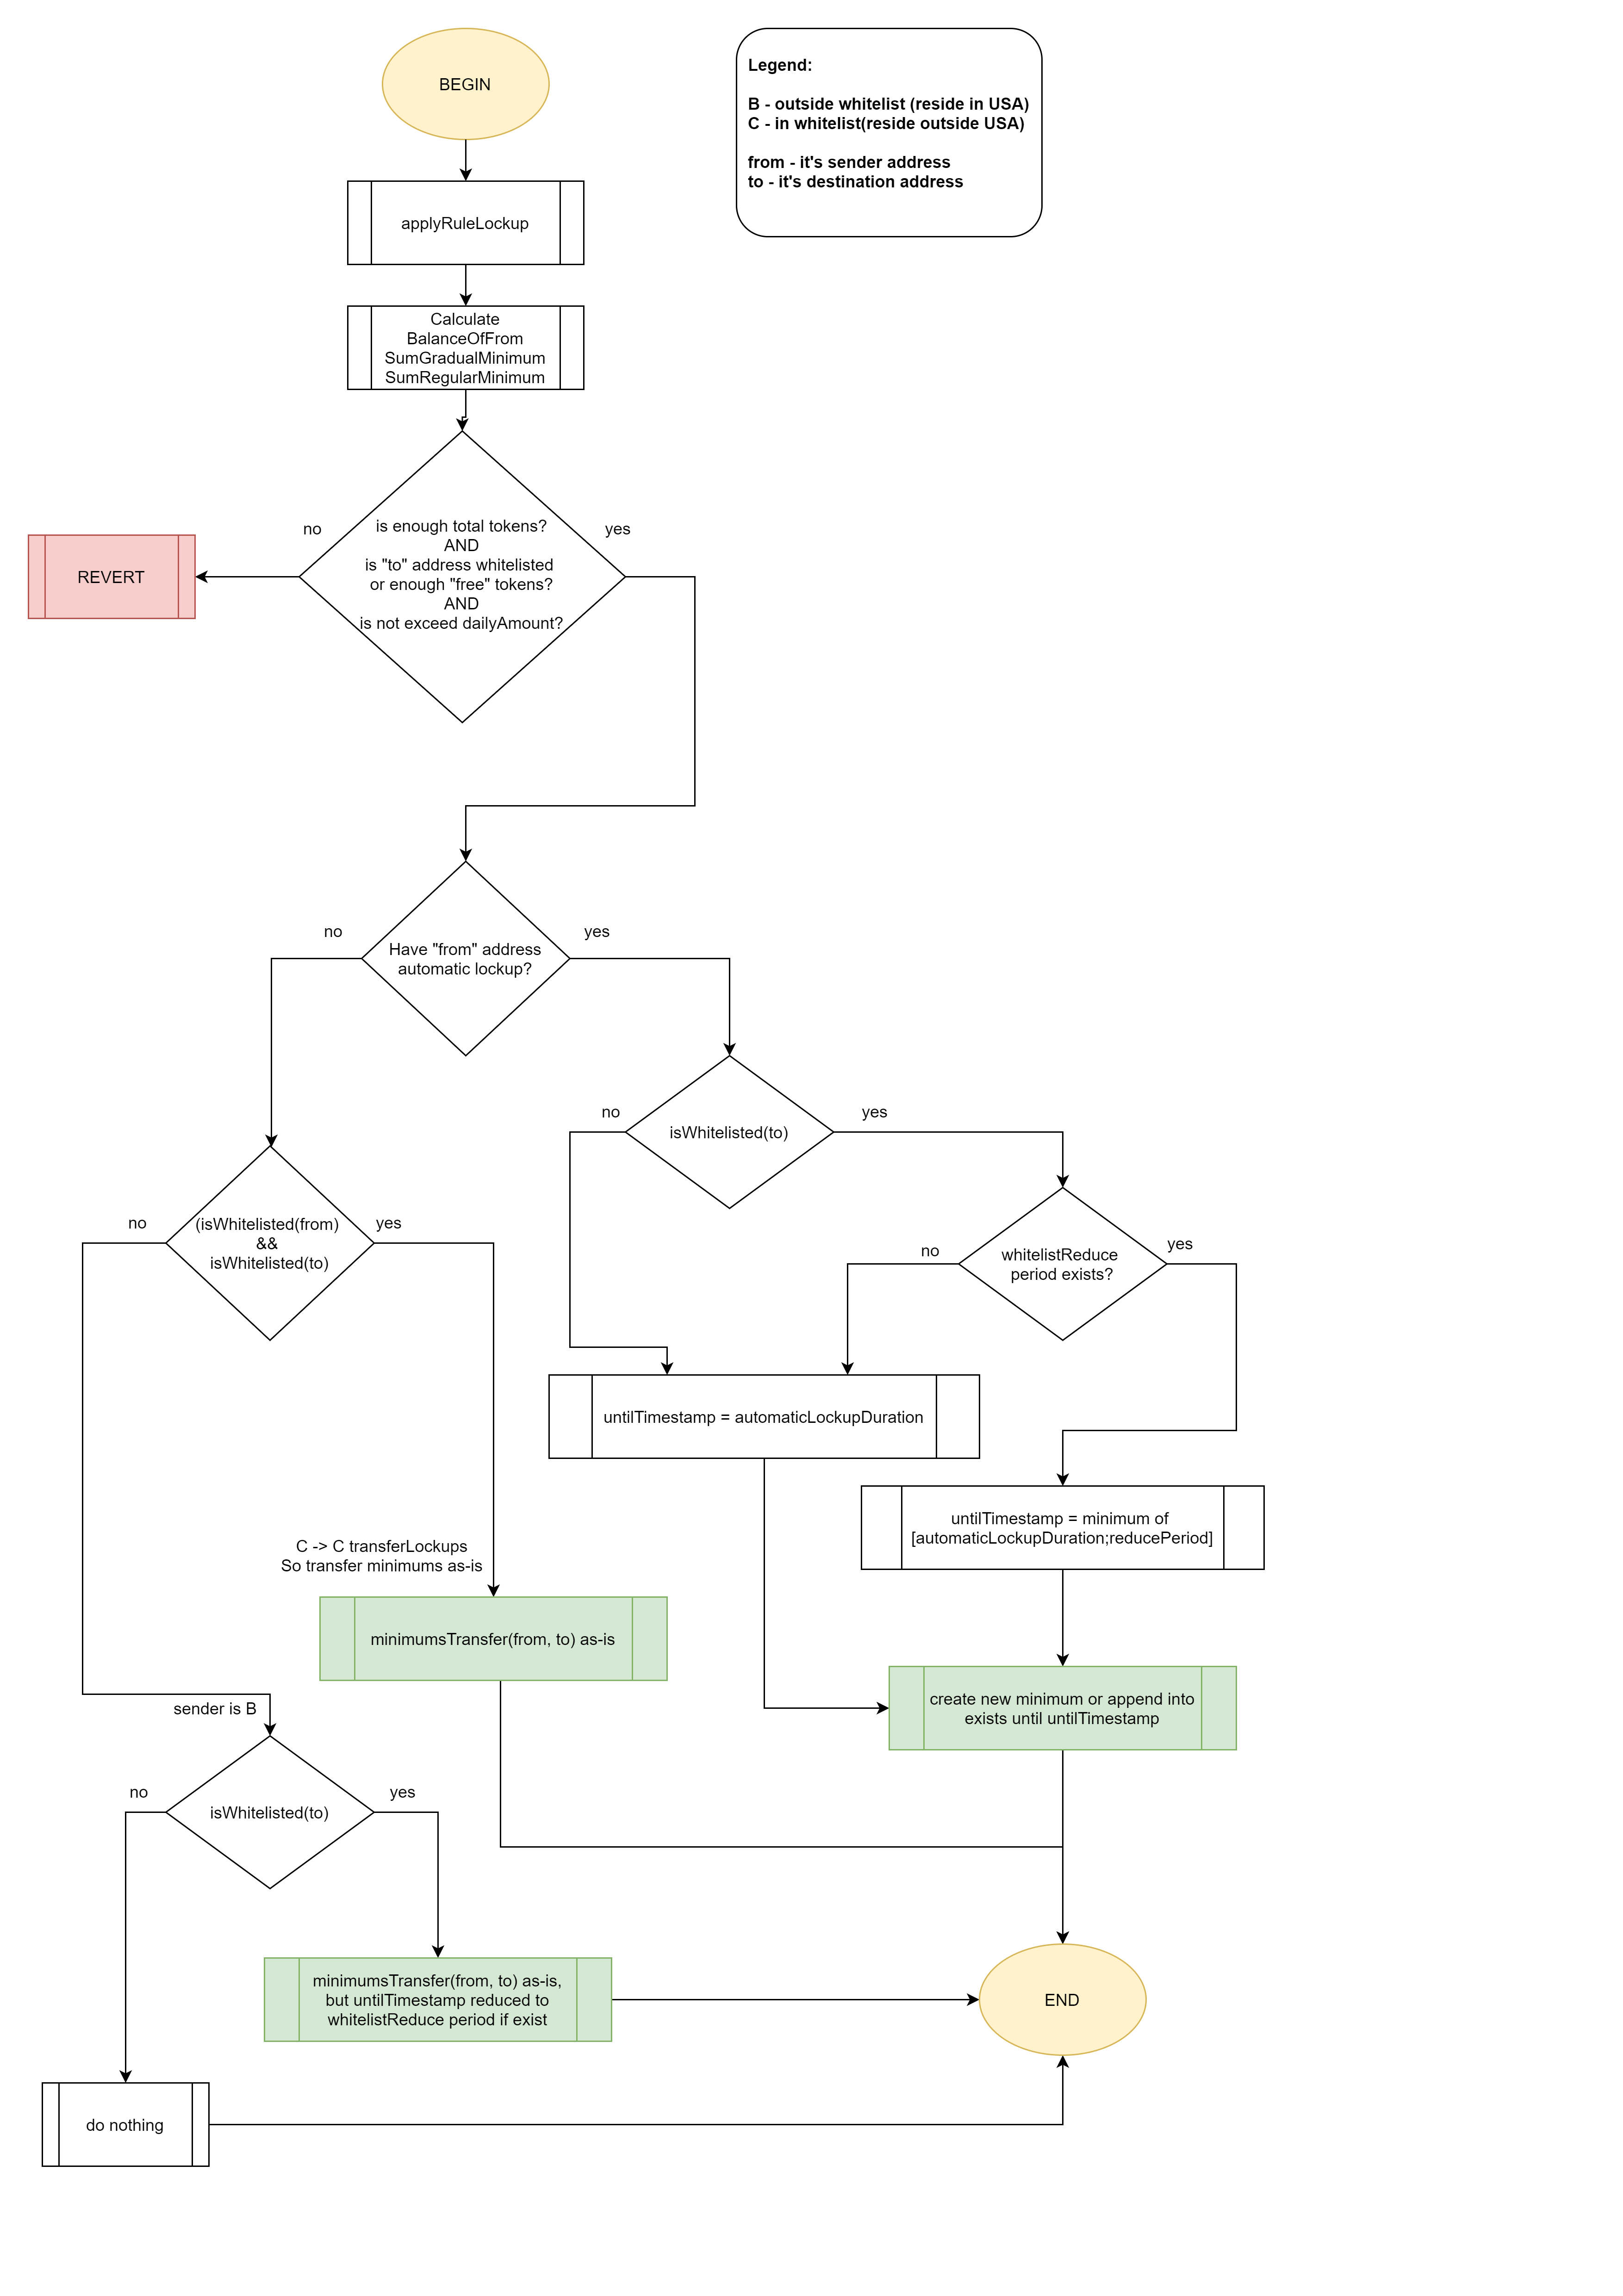 BEGIN
Legend:
B - outside whitelist (reside in USA)
C - in whitelist(reside outside USA)
from - it's sender address
to - it's destination address
applyRuleLockup
Calculate
BalanceOfFrom
SumGradualMinimum
SumRegularMinimum
no
yes
is enough total tokens?
AND
is "to" address whitelisted
or enough "free" tokens?
AND
is not exceed dailyAmount?
REVERT
no
yes
Have "from" address
automatic lockup?
no
yes
isWhitelisted(to)
no
yes
(isWhitelisted(from)
&&
isWhitelisted(to)
no
yes
whitelistReduce
period exists?
untilTimestamp = automaticLockupDuration
untilTimestamp = minimum of
[automaticLockupDuration;reducePeriod]
C -> C transferLockups
So transfer minimums as-is
minimumsTransfer(from, to) as-is
create new minimum or append into
exists until untilTimestamp
sender is B
no
yes
isWhitelisted(to)
minimumsTransfer(from, to) as-is,
but untilTimestamp reduced to
whitelistReduce period if exist
END
do nothing